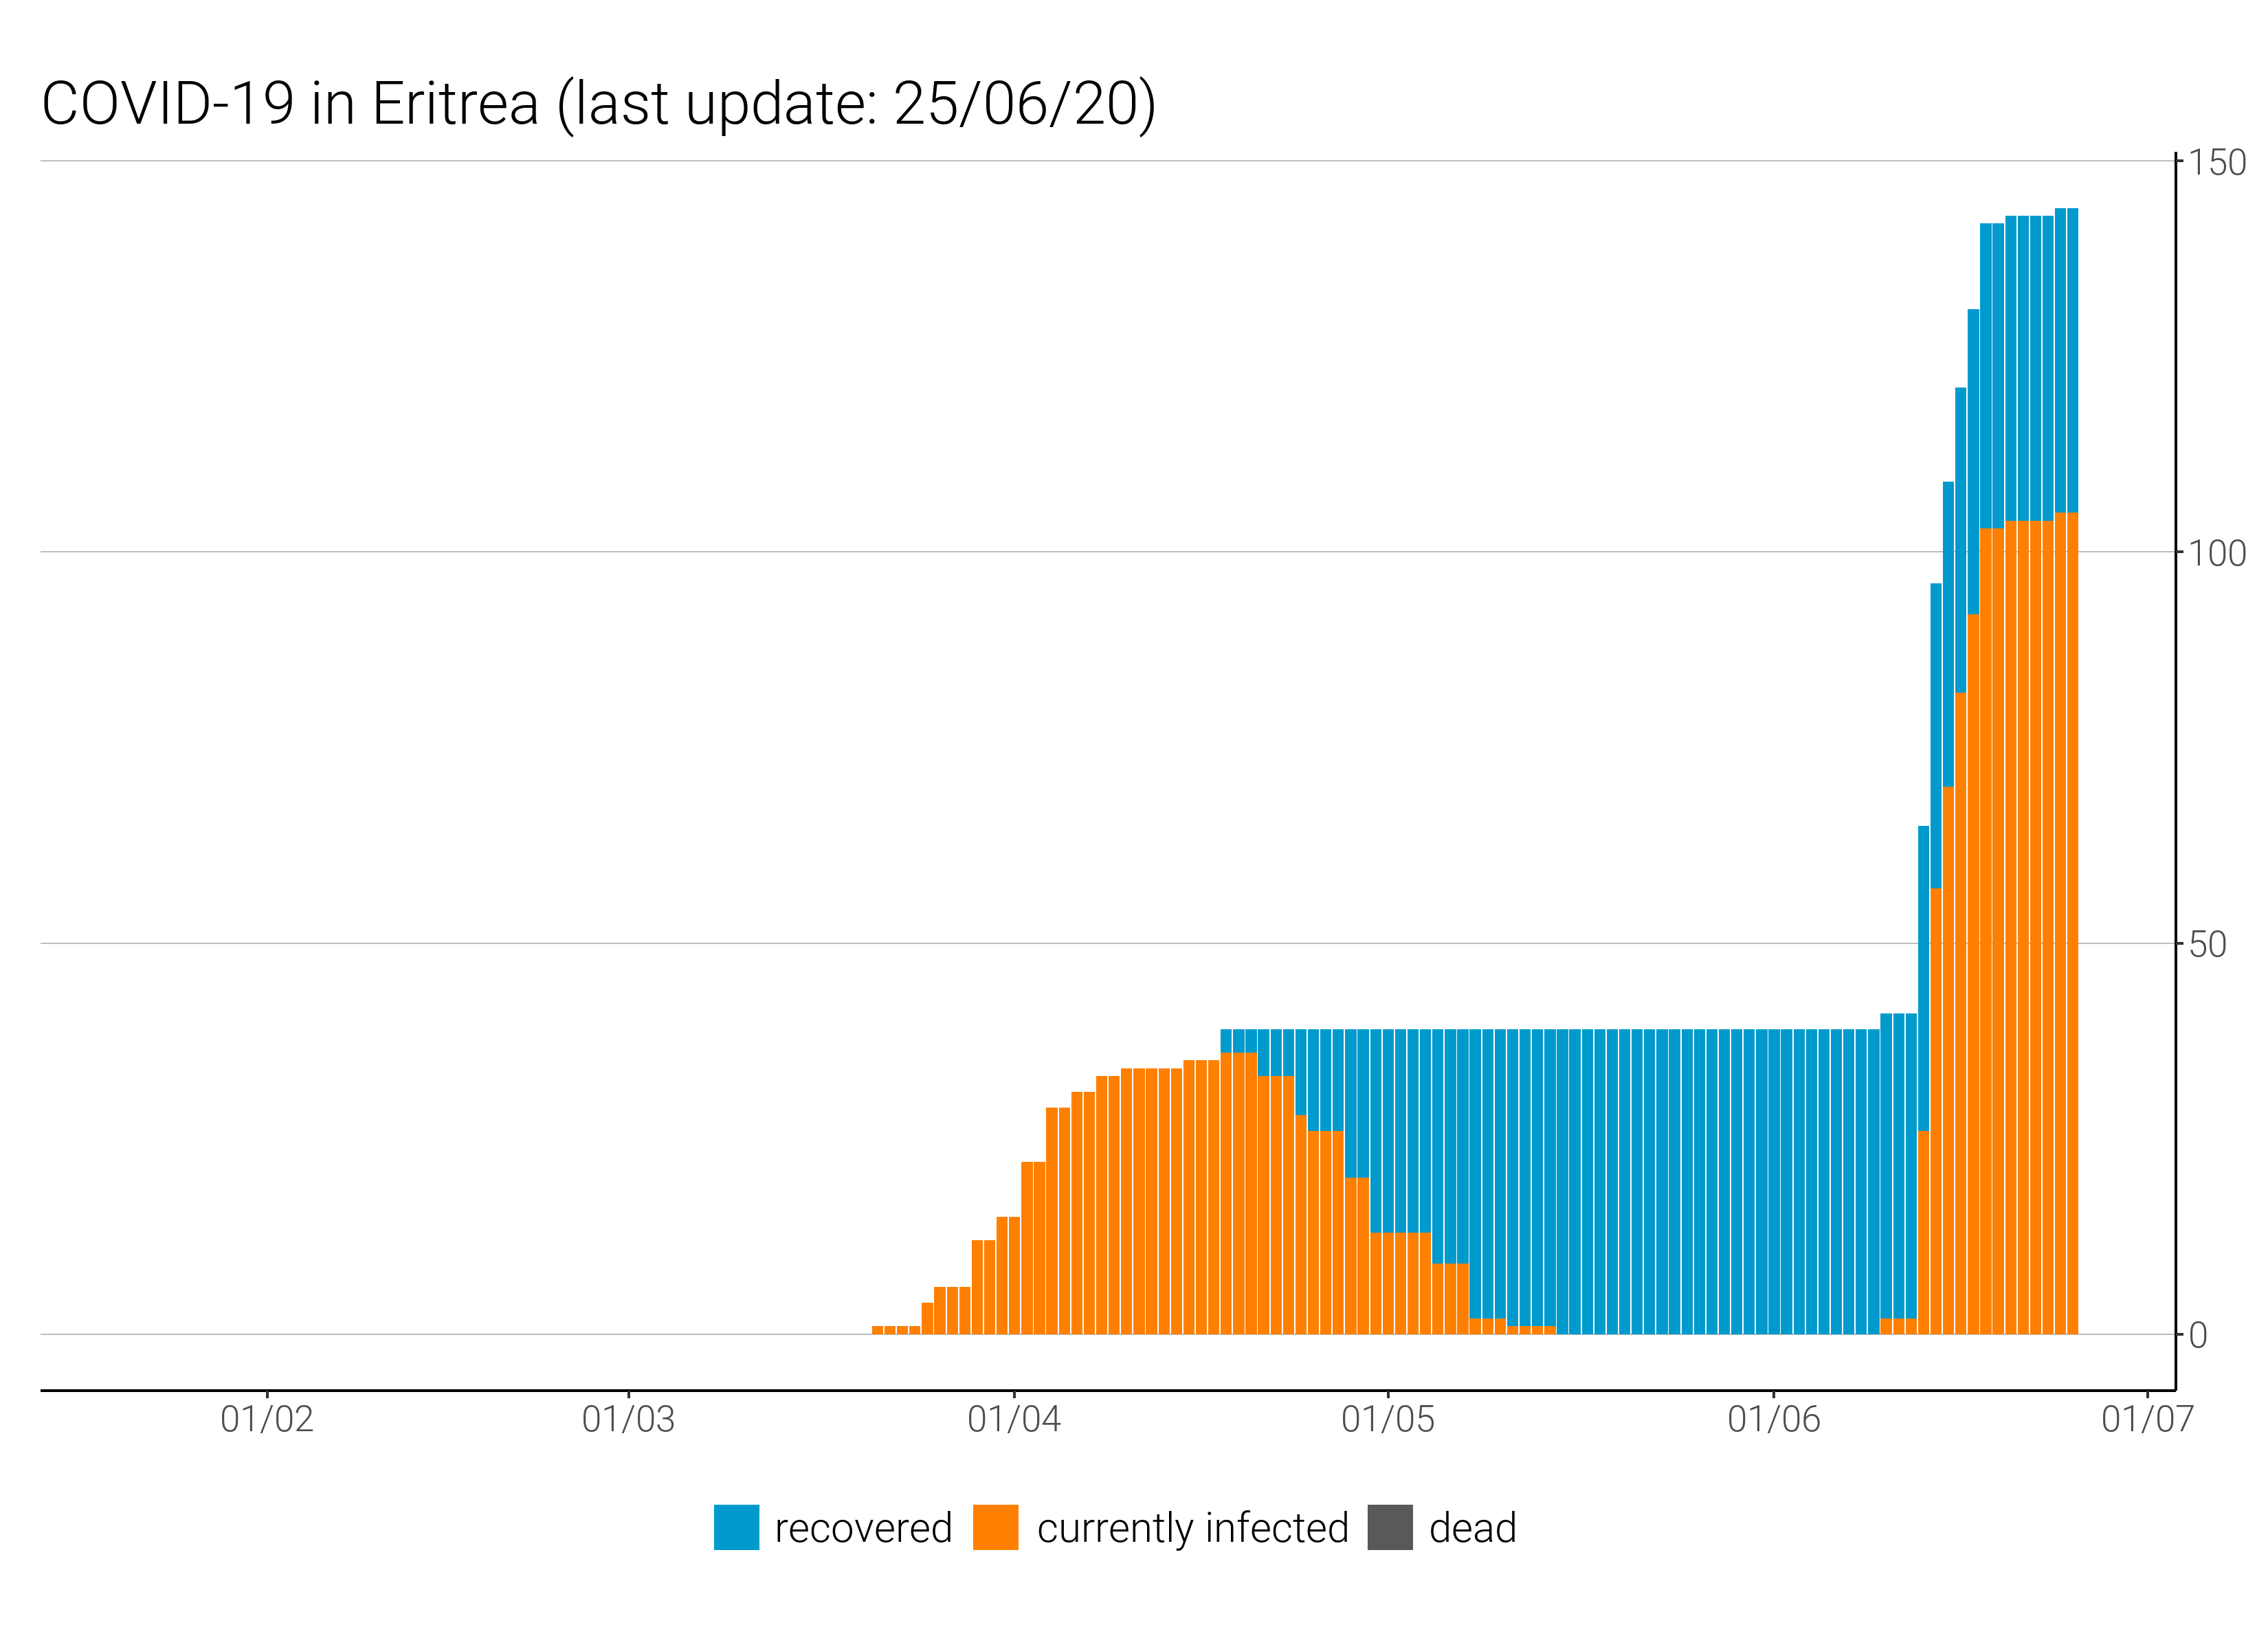 COVID-19 in Eritrea (last update: 25/06/20)
150
100
50
0
01/02 01/03 01/04 01/05 01/06 01/07
recovered currently infected dead